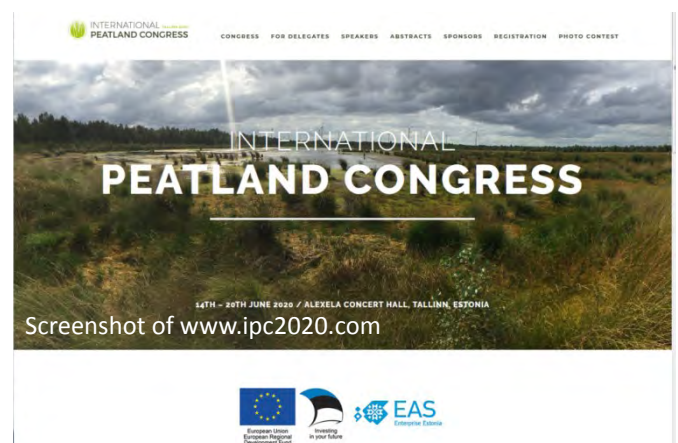 INTERNATIONAL TALLINN 2020
PEATLAND CONGRESS
CONGRESS FOR DELEGATES SPEAKERS ABSTRACTS SPONSORS REGISTRATION PHOTO CONTEST
INTERNATIONAL
PEATLAND CONGRESS
14TH – 20TH JUNE 2020 / ALEXELA CONCERT HALL, TALLINN, ESTONIA
Screenshot of www.ipc2020.com
European Union
European Regional
Development Fund
Investing
in your future
EAS
Enterprise Estonia